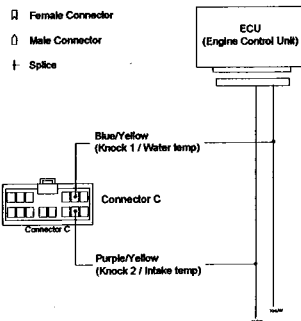 Female Connector
Male Connector
Splice
ECU
(Engine Control Unit)
Blue/Yellow
(Knock 1 / Water temp)
Connector C
Connector C
Purple/Yellow
(Knock 2 / Intake temp)